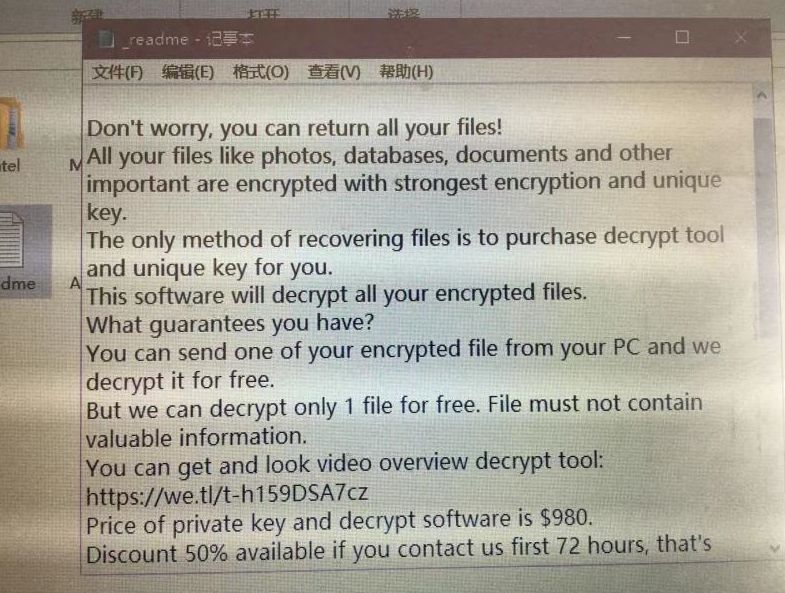 新建 打开 选择
_readme - 记事本
文件(F) 编辑(E) 格式(O) 查看(V) 帮助(H)
Don't worry, you can return all your files!
All your files like photos, databases, documents and other
important are encrypted with strongest encryption and unique
key.
The only method of recovering files is to purchase decrypt tool
and unique key for you.
This software will decrypt all your encrypted files.
What guarantees you have?
You can send one of your encrypted file from your PC and we
decrypt it for free.
But we can decrypt only 1 file for free. File must not contain
valuable information.
You can get and look video overview decrypt tool:
https://we.tl/t-h159DSA7cz
Price of private key and decrypt software is $980.
Discount 50% available if you contact us first 72 hours, that's
tel
M
dme
A